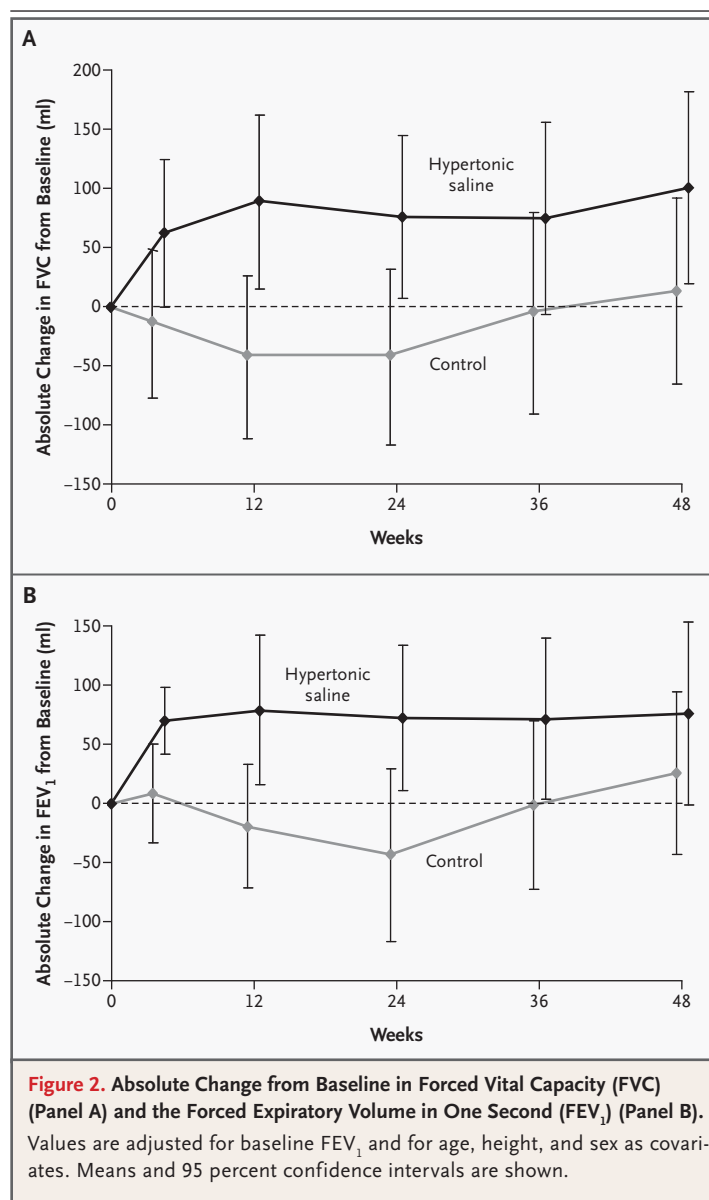 A
Absolute Change in FVC from Baseline (ml)
200
150
100
50
0
–50
–100
–150
Hypertonic
saline
Control
0 12 24 36 48
Weeks
B
Absolute Change in FEV₁ from Baseline (ml)
150
100
50
0
–50
–100
–150
Hypertonic
saline
Control
0 12 24 36 48
Weeks
Figure 2. Absolute Change from Baseline in Forced Vital Capacity (FVC)
(Panel A) and the Forced Expiratory Volume in One Second (FEV₁) (Panel B).
Values are adjusted for baseline FEV₁ and for age, height, and sex as covari-
ates. Means and 95 percent confidence intervals are shown.